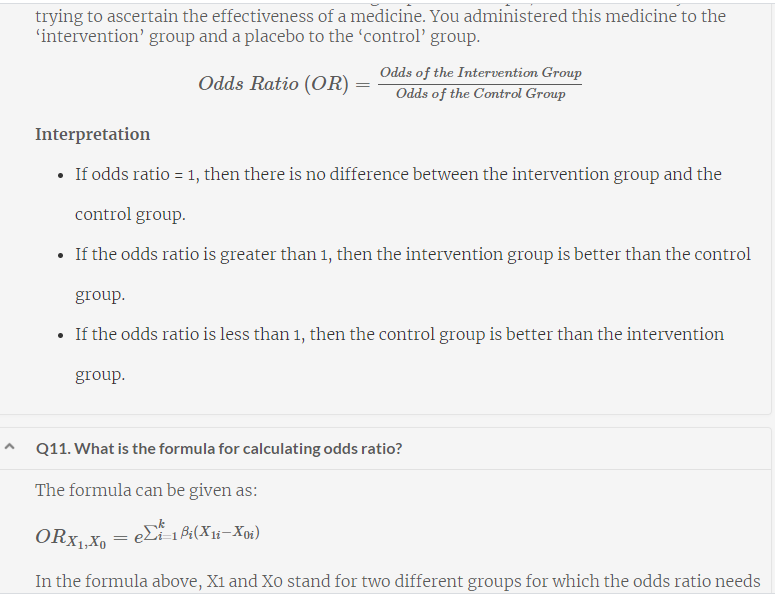 trying to ascertain the effectiveness of a medicine. You administered this medicine to the
‘intervention’ group and a placebo to the ‘control’ group.
Odds Ratio (OR) = Odds of the Intervention Group / Odds of the Control Group
Interpretation
• If odds ratio = 1, then there is no difference between the intervention group and the
control group.
• If the odds ratio is greater than 1, then the intervention group is better than the control
group.
• If the odds ratio is less than 1, then the control group is better than the intervention
group.
Q11. What is the formula for calculating odds ratio?
The formula can be given as:
OR_{X_1,X_0} = e^{\sum_{i=1}^{k} β_i(X_{1i}−X_{0i})}
In the formula above, X1 and X0 stand for two different groups for which the odds ratio needs